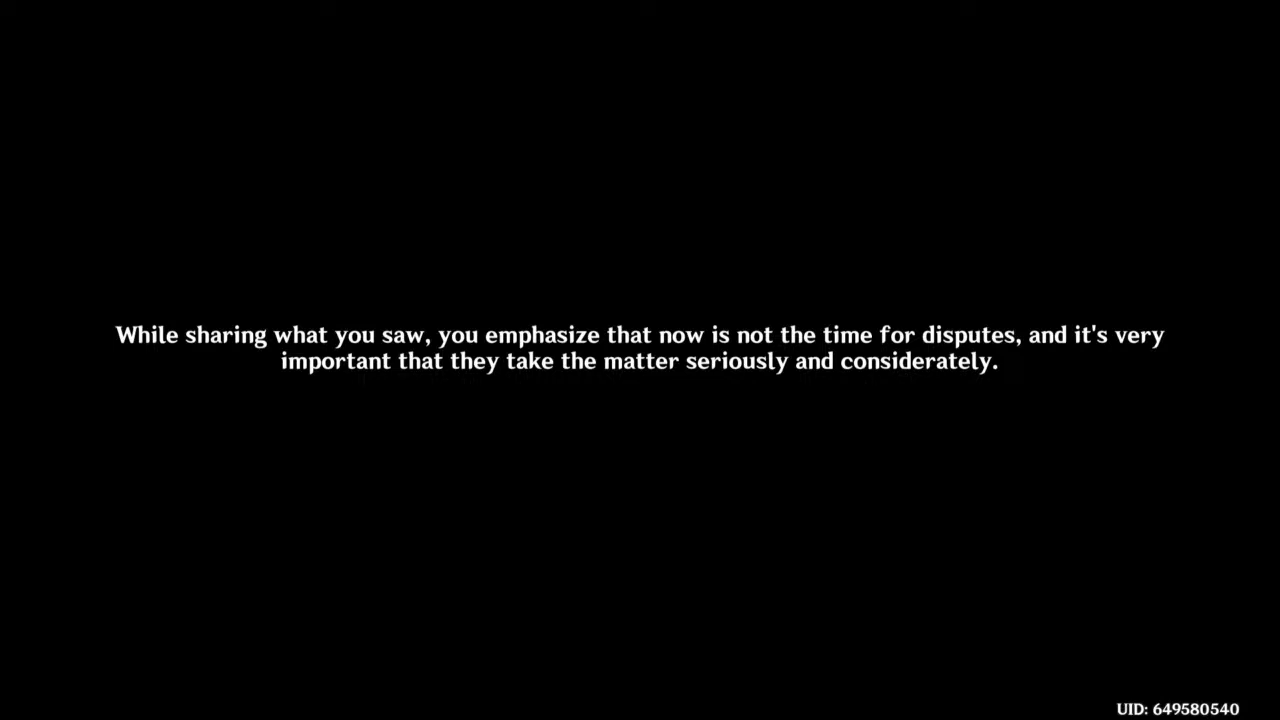 While sharing what you saw, you emphasize that now is not the time for disputes, and it's very
important that they take the matter seriously and considerately.
UID: 649580540